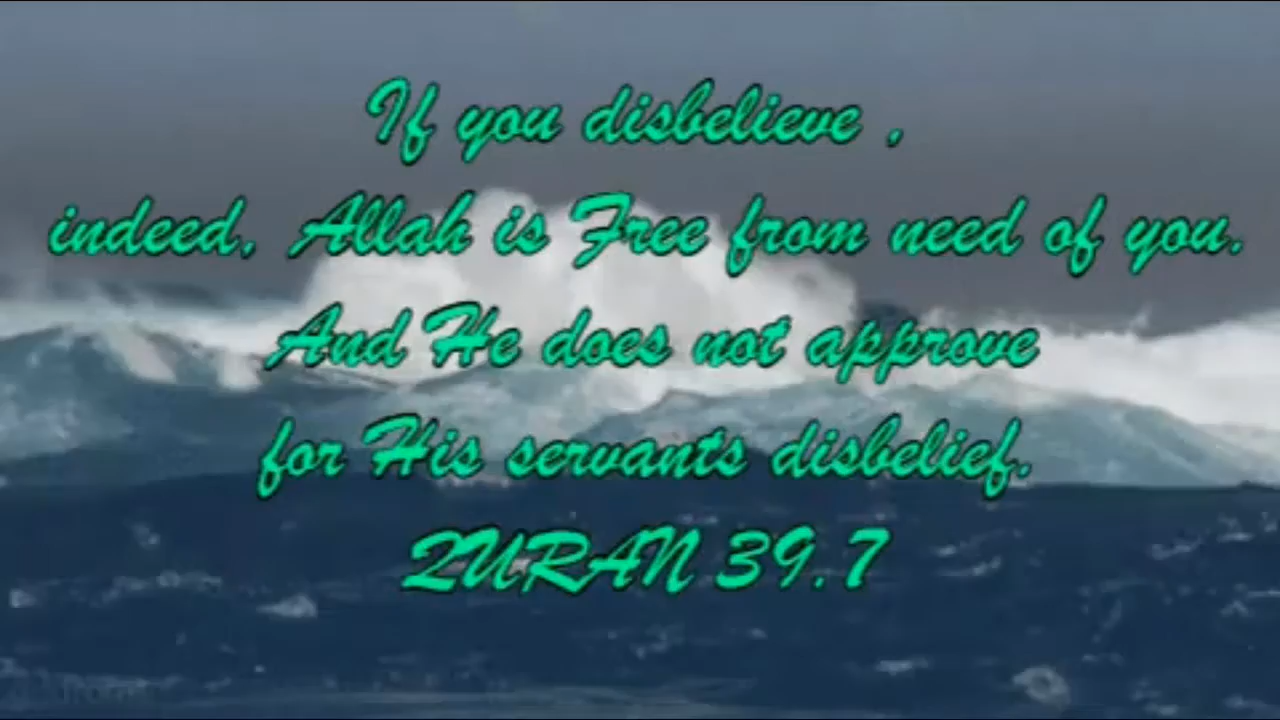 If you disbelieve ,
indeed, Allah is Free from need of you.
And He does not approve
for His servants disbelief.
QURAN 39.7